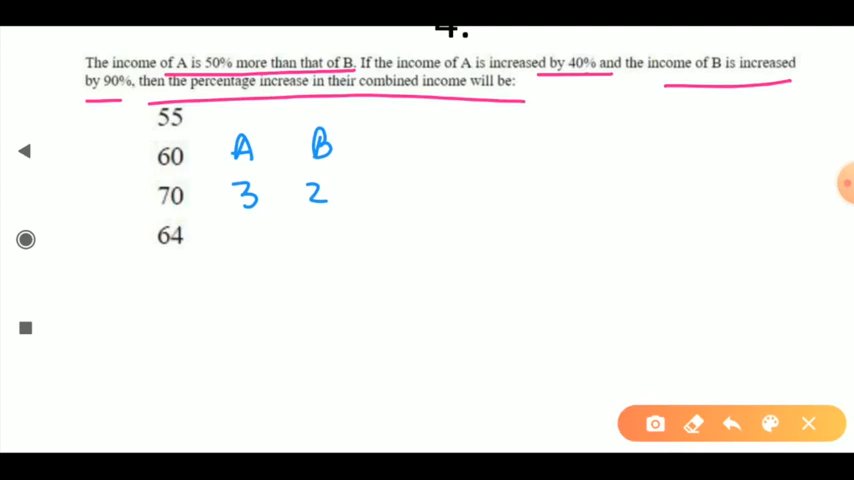 4.
The income of A is 50% more than that of B. If the income of A is increased by 40% and the income of B is increased
by 90%, then the percentage increase in their combined income will be:
55
60
70
64
A B
3 2